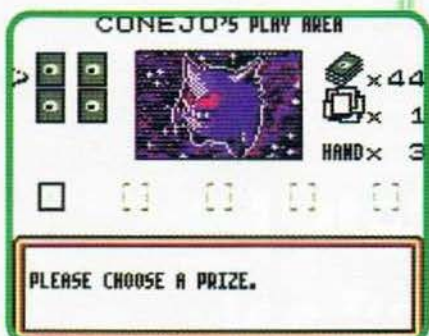 CONEJO'S PLAY AREA
× 44
× 1
HAND× 3
PLEASE CHOOSE A PRIZE.